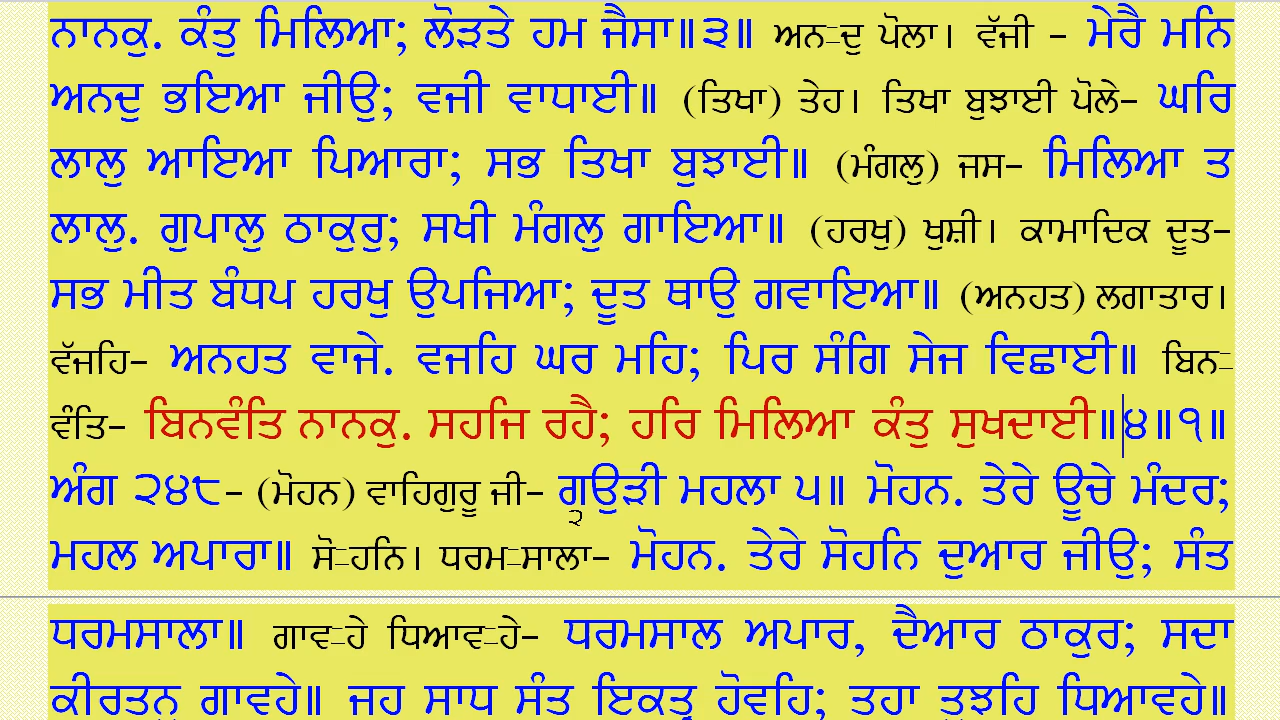 ਨਾਨਕੁ. ਕੰਤੁ ਮਿਲਿਆ; ਲੋੜਤੇ ਹਮ ਜੈਸਾ॥੩॥ ਅਨ-ਦੁ ਪੋਲਾ। ਵੱਜੀ - ਮੇਰੈ ਮਨਿ
ਅਨਦੁ ਭਇਆ ਜੀਉ; ਵਜੀ ਵਾਧਾਈ॥ (ਤਿਖਾ) ਤੇਹ। ਤਿਖਾ ਬੁਝਾਈ ਪੋਲੇ- ਘਰਿ
ਲਾਲੁ ਆਇਆ ਪਿਆਰਾ; ਸਭ ਤਿਖਾ ਬੁਝਾਈ॥ (ਮੰਗਲੁ) ਜਸ- ਮਿਲਿਆ ਤ
ਲਾਲੁ. ਗੁਪਾਲੁ ਠਾਕੁਰੁ; ਸਖੀ ਮੰਗਲੁ ਗਾਇਆ॥ (ਹਰਖੁ) ਖੁਸ਼ੀ। ਕਾਮਾਦਿਕ ਦੂਤ-
ਸਭ ਮੀਤ ਬੰਧਪ ਹਰਖੁ ਉਪਜਿਆ; ਦੂਤ ਥਾਉ ਗਵਾਇਆ॥ (ਅਨਹਤ) ਲਗਾਤਾਰ।
ਵੱਜਹਿ- ਅਨਹਤ ਵਾਜੇ. ਵਜਹਿ ਘਰ ਮਹਿ; ਪਿਰ ਸੰਗਿ ਸੇਜ ਵਿਛਾਈ॥ ਬਿਨ-
ਵੰਤਿ- ਬਿਨਵੰਤਿ ਨਾਨਕੁ. ਸਹਜਿ ਰਹੈ; ਹਰਿ ਮਿਲਿਆ ਕੰਤੁ ਸੁਖਦਾਈ॥੪॥੧॥
ਅੰਗ ੨੪੮- (ਮੋਹਨ) ਵਾਹਿਗੁਰੂ ਜੀ- ਗਉੜੀ ਮਹਲਾ ੫॥ ਮੋਹਨ. ਤੇਰੇ ਊਚੇ ਮੰਦਰ;
ਮਹਲ ਅਪਾਰਾ॥ ਸੋ-ਹਨਿ। ਧਰਮ-ਸਾਲਾ- ਮੋਹਨ. ਤੇਰੇ ਸੋਹਨਿ ਦੁਆਰ ਜੀਉ; ਸੰਤ
ਧਰਮਸਾਲਾ॥ ਗਾਵ-ਹੇ ਧਿਆਵ-ਹੇ- ਧਰਮਸਾਲ ਅਪਾਰ, ਦੈਆਰ ਠਾਕੁਰ; ਸਦਾ
ਕੀਰਤਨੁ ਗਾਵਹੇ॥ ਜਹ ਸਾਧ ਸੰਤ ਇਕਤ੍ਰ ਹੋਵਹਿ; ਤਹਾ ਤੁਝਹਿ ਧਿਆਵਹੇ॥